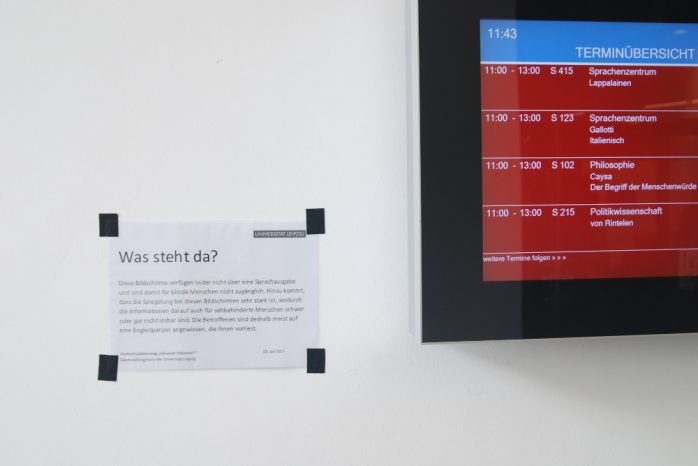 11:43
TERMINÜBERSICHT
11:00 - 13:00 S 415 Sprachenzentrum
Lappalainen
11:00 - 13:00 S 123 Sprachenzentrum
Gallotti
Italienisch
11:00 - 13:00 S 102 Philosophie
Caysa
Der Begriff der Menschenwürde
11:00 - 13:00 S 215 Politikwissenschaft
von Rintelen
weitere Termine folgen » » »
UNIVERSITÄT LEIPZIG
Was steht da?
Diese Bildschirme verfügen leider nicht über eine Sprachausgabe
und sind damit für blinde Menschen nicht zugänglich. Hinzu kommt,
dass die Spiegelung bei diesen Bildschirmen sehr stark ist, wodurch
die Informationen darauf auch für sehbehinderte Menschen schwer
oder gar nicht lesbar sind. Die Betroffenen sind deshalb meist auf
eine Begleitperson angewiesen, die ihnen vorliest.
Hochschulaktionstag
Gleichstellungsbüro der Universität Leipzig